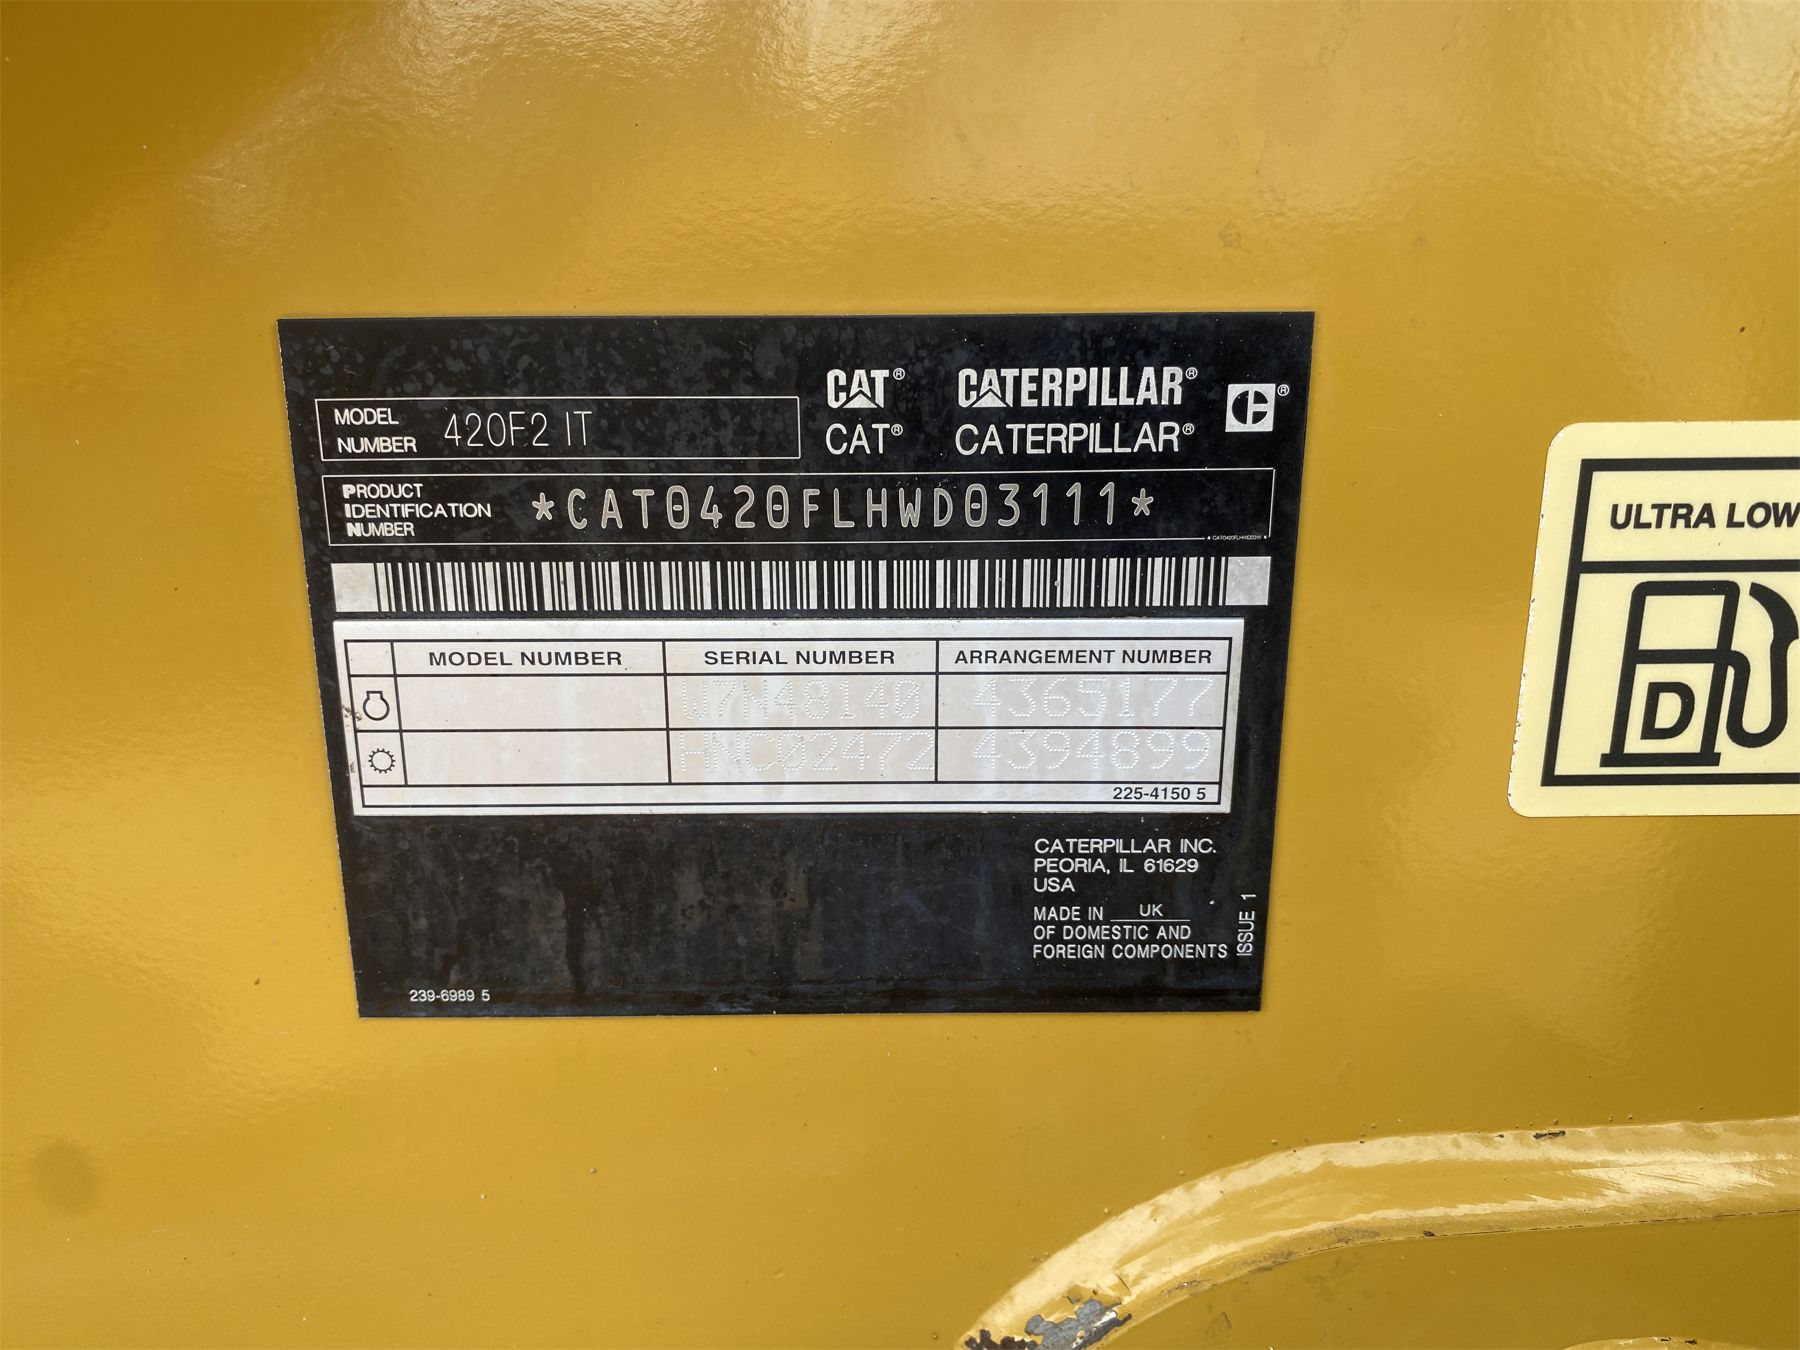 CAT® CATERPILLAR® ®
CAT® CATERPILLAR®
MODEL
NUMBER 420F2 IT
PRODUCT
IDENTIFICATION
NUMBER *CAT0420FLHWD03111*
*CAT0420FLHWD03111*
MODEL NUMBER SERIAL NUMBER ARRANGEMENT NUMBER
W7N48140 4365177
HNC02472 4394899
225-4150 5
CATERPILLAR INC.
PEORIA, IL 61629
USA
MADE IN UK
OF DOMESTIC AND
FOREIGN COMPONENTS
ISSUE 1
239-6989 5
ULTRA LOW
D